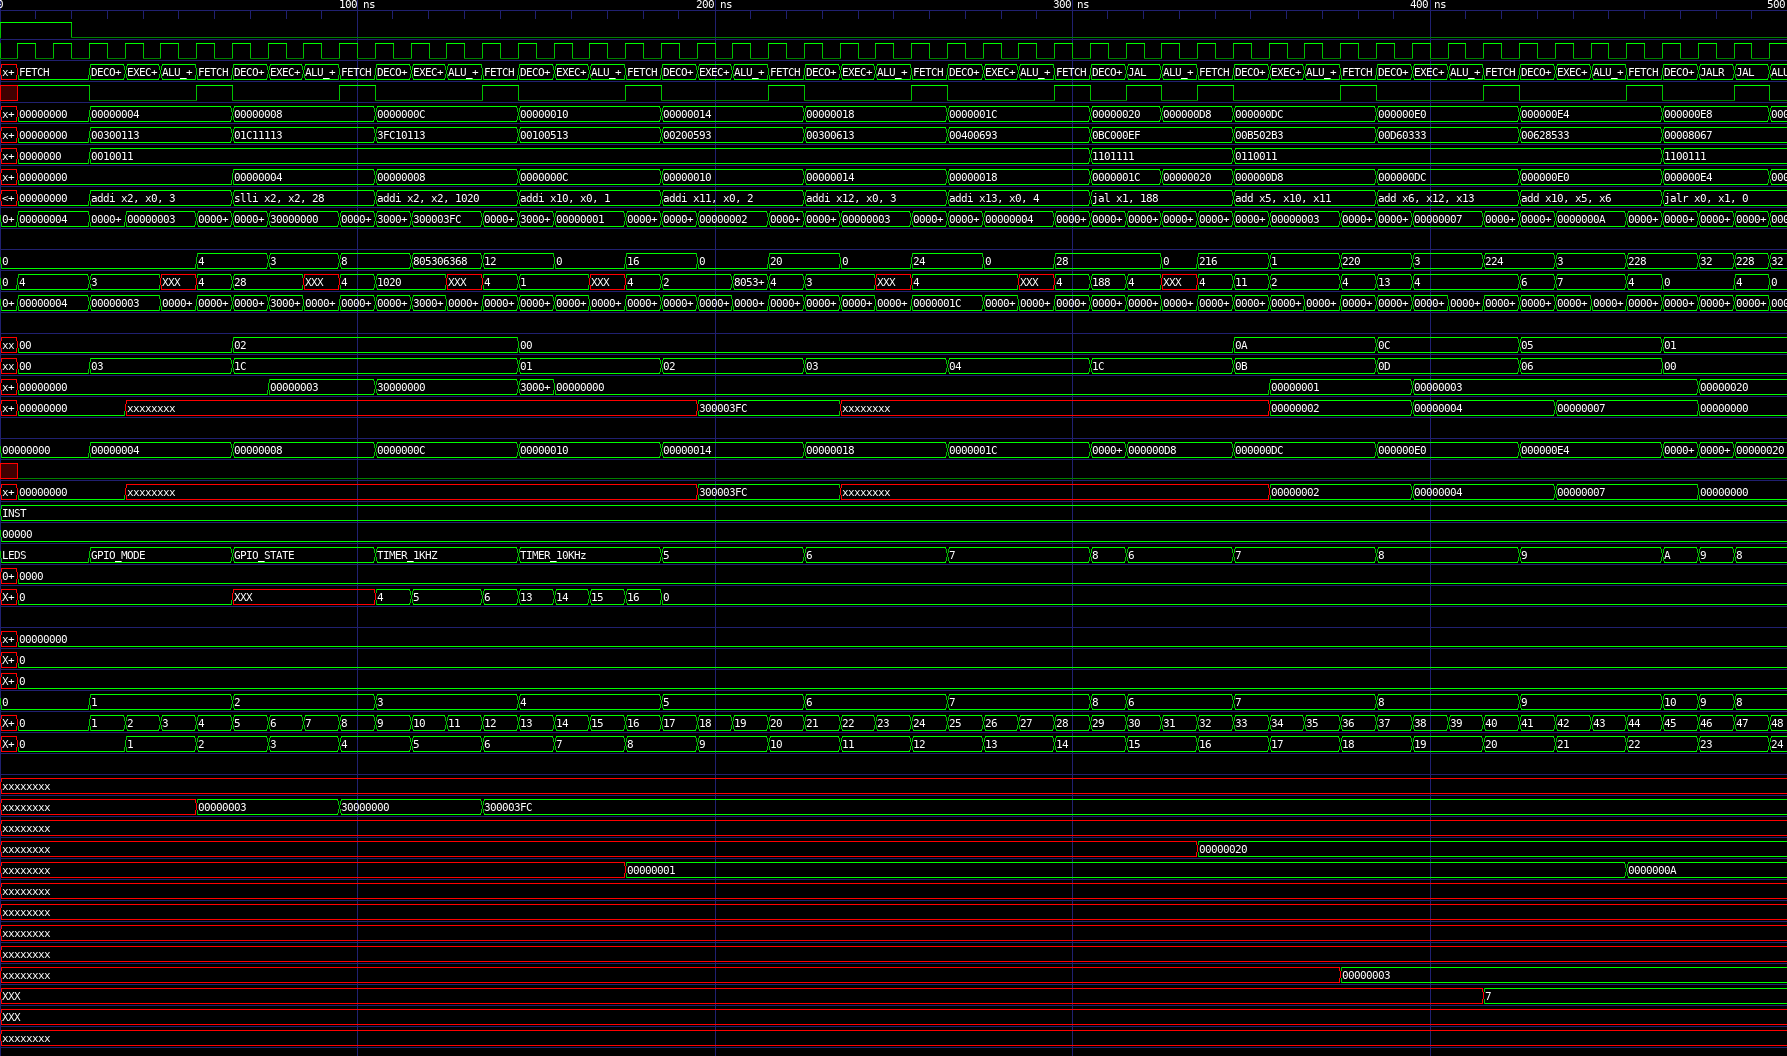 0 100 ns 200 ns 300 ns 400 ns 500
x+ FETCH DECO+ EXEC+ ALU_+ FETCH DECO+ EXEC+ ALU_+ FETCH DECO+ EXEC+ ALU_+ FETCH DECO+ EXEC+ ALU_+ FETCH DECO+ EXEC+ ALU_+ FETCH DECO+ EXEC+ ALU_+ FETCH DECO+ EXEC+ ALU_+ FETCH DECO+ JAL ALU_+ FETCH DECO+ EXEC+ ALU_+ FETCH DECO+ EXEC+ ALU_+ FETCH DECO+ EXEC+ ALU_+ FETCH DECO+ JALR JAL ALU
x+ 00000000 00000004 00000008 0000000C 00000010 00000014 00000018 0000001C 00000020 000000D8 000000DC 000000E0 000000E4 000000E8 000
x+ 00000000 00300113 01C11113 3FC10113 00100513 00200593 00300613 00400693 0BC000EF 00B502B3 00D60333 00628533 00008067
x+ 0000000 0010011 1101111 0110011 1100111
x+ 00000000 00000004 00000008 0000000C 00000010 00000014 00000018 0000001C 00000020 000000D8 000000DC 000000E0 000000E4 000
<+ 00000000 addi x2, x0, 3 slli x2, x2, 28 addi x2, x2, 1020 addi x10, x0, 1 addi x11, x0, 2 addi x12, x0, 3 addi x13, x0, 4 jal x1, 188 add x5, x10, x11 add x6, x12, x13 add x10, x5, x6 jalr x0, x1, 0
0+ 00000004 0000+ 00000003 0000+ 0000+ 30000000 0000+ 3000+ 300003FC 0000+ 3000+ 00000001 0000+ 0000+ 00000002 0000+ 0000+ 00000003 0000+ 0000+ 00000004 0000+ 0000+ 0000+ 0000+ 0000+ 0000+ 00000003 0000+ 0000+ 00000007 0000+ 0000+ 0000000A 0000+ 0000+ 0000+ 0000+ 000
0 4 3 8 805306368 12 0 16 0 20 0 24 0 28 0 216 1 220 3 224 3 228 32 228 32
0 4 3 XXX 4 28 XXX 4 1020 XXX 4 1 XXX 4 2 8053+ 4 3 XXX 4 XXX 4 188 4 XXX 4 11 2 4 13 4 6 7 4 0 4 0
0+ 00000004 00000003 0000+ 0000+ 0000+ 3000+ 0000+ 0000+ 0000+ 3000+ 0000+ 0000+ 0000+ 0000+ 0000+ 0000+ 0000+ 0000+ 0000+ 0000+ 0000+ 0000001C 0000+ 0000+ 0000+ 0000+ 0000+ 0000+ 0000+ 0000+ 0000+ 0000+ 0000+ 0000+ 0000+ 0000+ 0000+ 0000+ 0000+ 0000+ 0000+ 0000+ 0000+ 0000+ 000
xx 00 02 00 0A 0C 05 01
xx 00 03 1C 01 02 03 04 1C 0B 0D 06 00
x+ 00000000 00000003 30000000 3000+ 00000000 00000001 00000003 00000020
x+ 00000000 xxxxxxxx 300003FC xxxxxxxx 00000002 00000004 00000007 00000000
00000000 00000004 00000008 0000000C 00000010 00000014 00000018 0000001C 0000+ 000000D8 000000DC 000000E0 000000E4 0000+ 0000+ 00000020
x+ 00000000 xxxxxxxx 300003FC xxxxxxxx 00000002 00000004 00000007 00000000
INST
00000
LEDS GPIO_MODE GPIO_STATE TIMER_1KHZ TIMER_10KHz 5 6 7 8 6 7 8 9 A 9 8
0+ 0000
X+ 0 XXX 4 5 6 13 14 15 16 0
x+ 00000000
X+ 0
X+ 0
0 1 2 3 4 5 6 7 8 6 7 8 9 10 9 8
X+ 0 1 2 3 4 5 6 7 8 9 10 11 12 13 14 15 16 17 18 19 20 21 22 23 24 25 26 27 28 29 30 31 32 33 34 35 36 37 38 39 40 41 42 43 44 45 46 47 48
X+ 0 1 2 3 4 5 6 7 8 9 10 11 12 13 14 15 16 17 18 19 20 21 22 23 24
xxxxxxxx
xxxxxxxx 00000003 30000000 300003FC
xxxxxxxx
xxxxxxxx 00000020
xxxxxxxx 00000001 0000000A
xxxxxxxx
xxxxxxxx
xxxxxxxx
xxxxxxxx
xxxxxxxx 00000003
XXX 7
XXX
xxxxxxxx